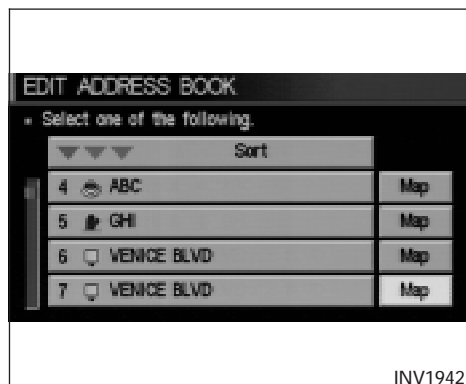 EDIT ADDRESS BOOK
Select one of the following.
Sort
4 ABC Map
5 GHI Map
6 VENICE BLVD Map
7 VENICE BLVD Map
INV1942